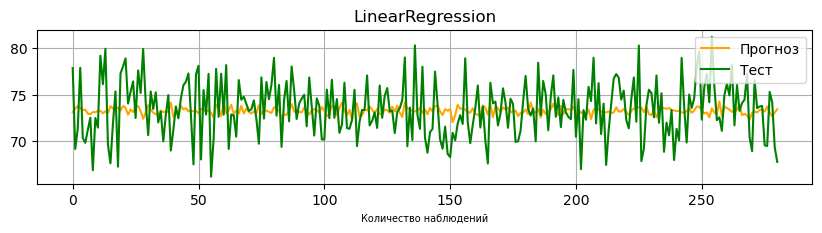 LinearRegression
Прогноз
Тест
80
75
70
0
50
100
150
200
250
Количество наблюдений